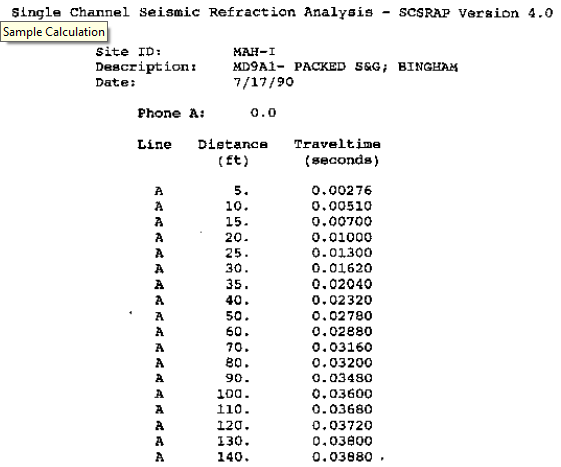 Single Channel Seismic Refraction Analysis - SCSRAP Version 4.0
Sample Calculation
Site ID: MAH-I
Description: MD9A1- PACKED S&G; BINGHAM
Date: 7/17/90
Phone A: 0.0
Line Distance Traveltime
(ft) (seconds)
A 5. 0.00276
A 10. 0.00510
A 15. 0.00700
A 20. 0.01000
A 25. 0.01300
A 30. 0.01620
A 35. 0.02040
A 40. 0.02320
A 50. 0.02780
A 60. 0.02880
A 70. 0.03160
A 80. 0.03200
A 90. 0.03480
A 100. 0.03600
A 110. 0.03680
A 120. 0.03720
A 130. 0.03800
A 140. 0.03880